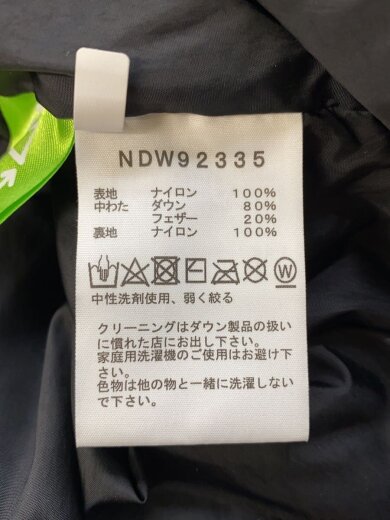 NDW92335
表地 ナイロン 100%
中わた ダウン 80%
フェザー 20%
裏地 ナイロン 100%
W
中性洗剤使用、弱く絞る
クリーニングはダウン製品の扱い
に慣れた店にお出し下さい。
家庭用洗濯機のご使用はお避け下
さい。
色物は他の物と一緒に洗濯しない
で下さい。